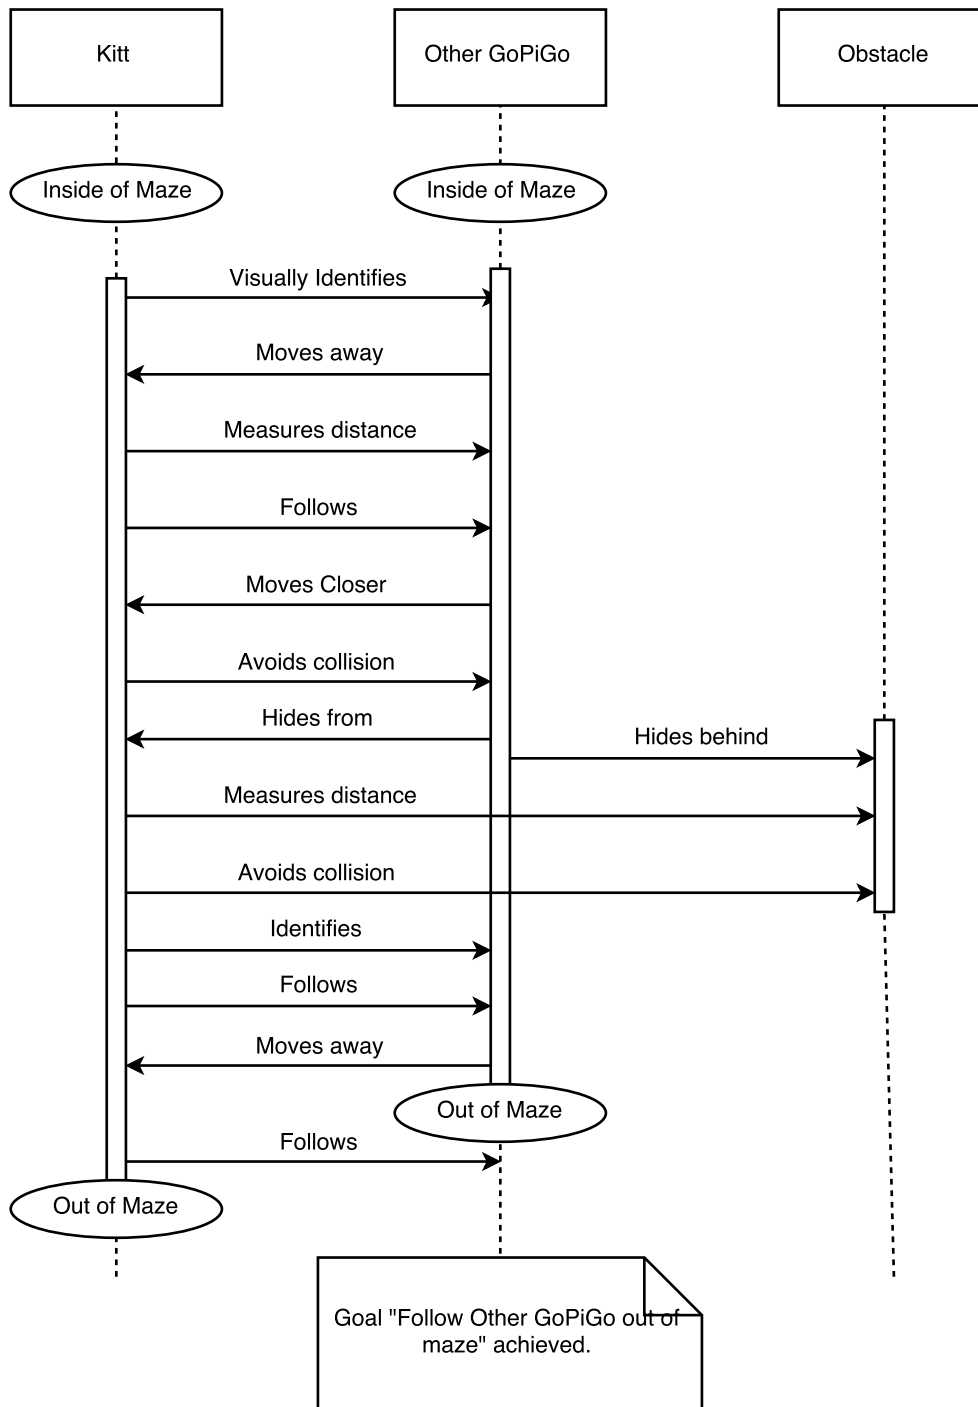 Kitt
Other GoPiGo
Obstacle
Inside of Maze
Inside of Maze
Visually Identifies
Moves away
Measures distance
Follows
Moves Closer
Avoids collision
Hides from
Hides behind
Measures distance
Avoids collision
Identifies
Follows
Moves away
Out of Maze
Follows
Out of Maze
Goal "Follow Other GoPiGo out of
maze" achieved.